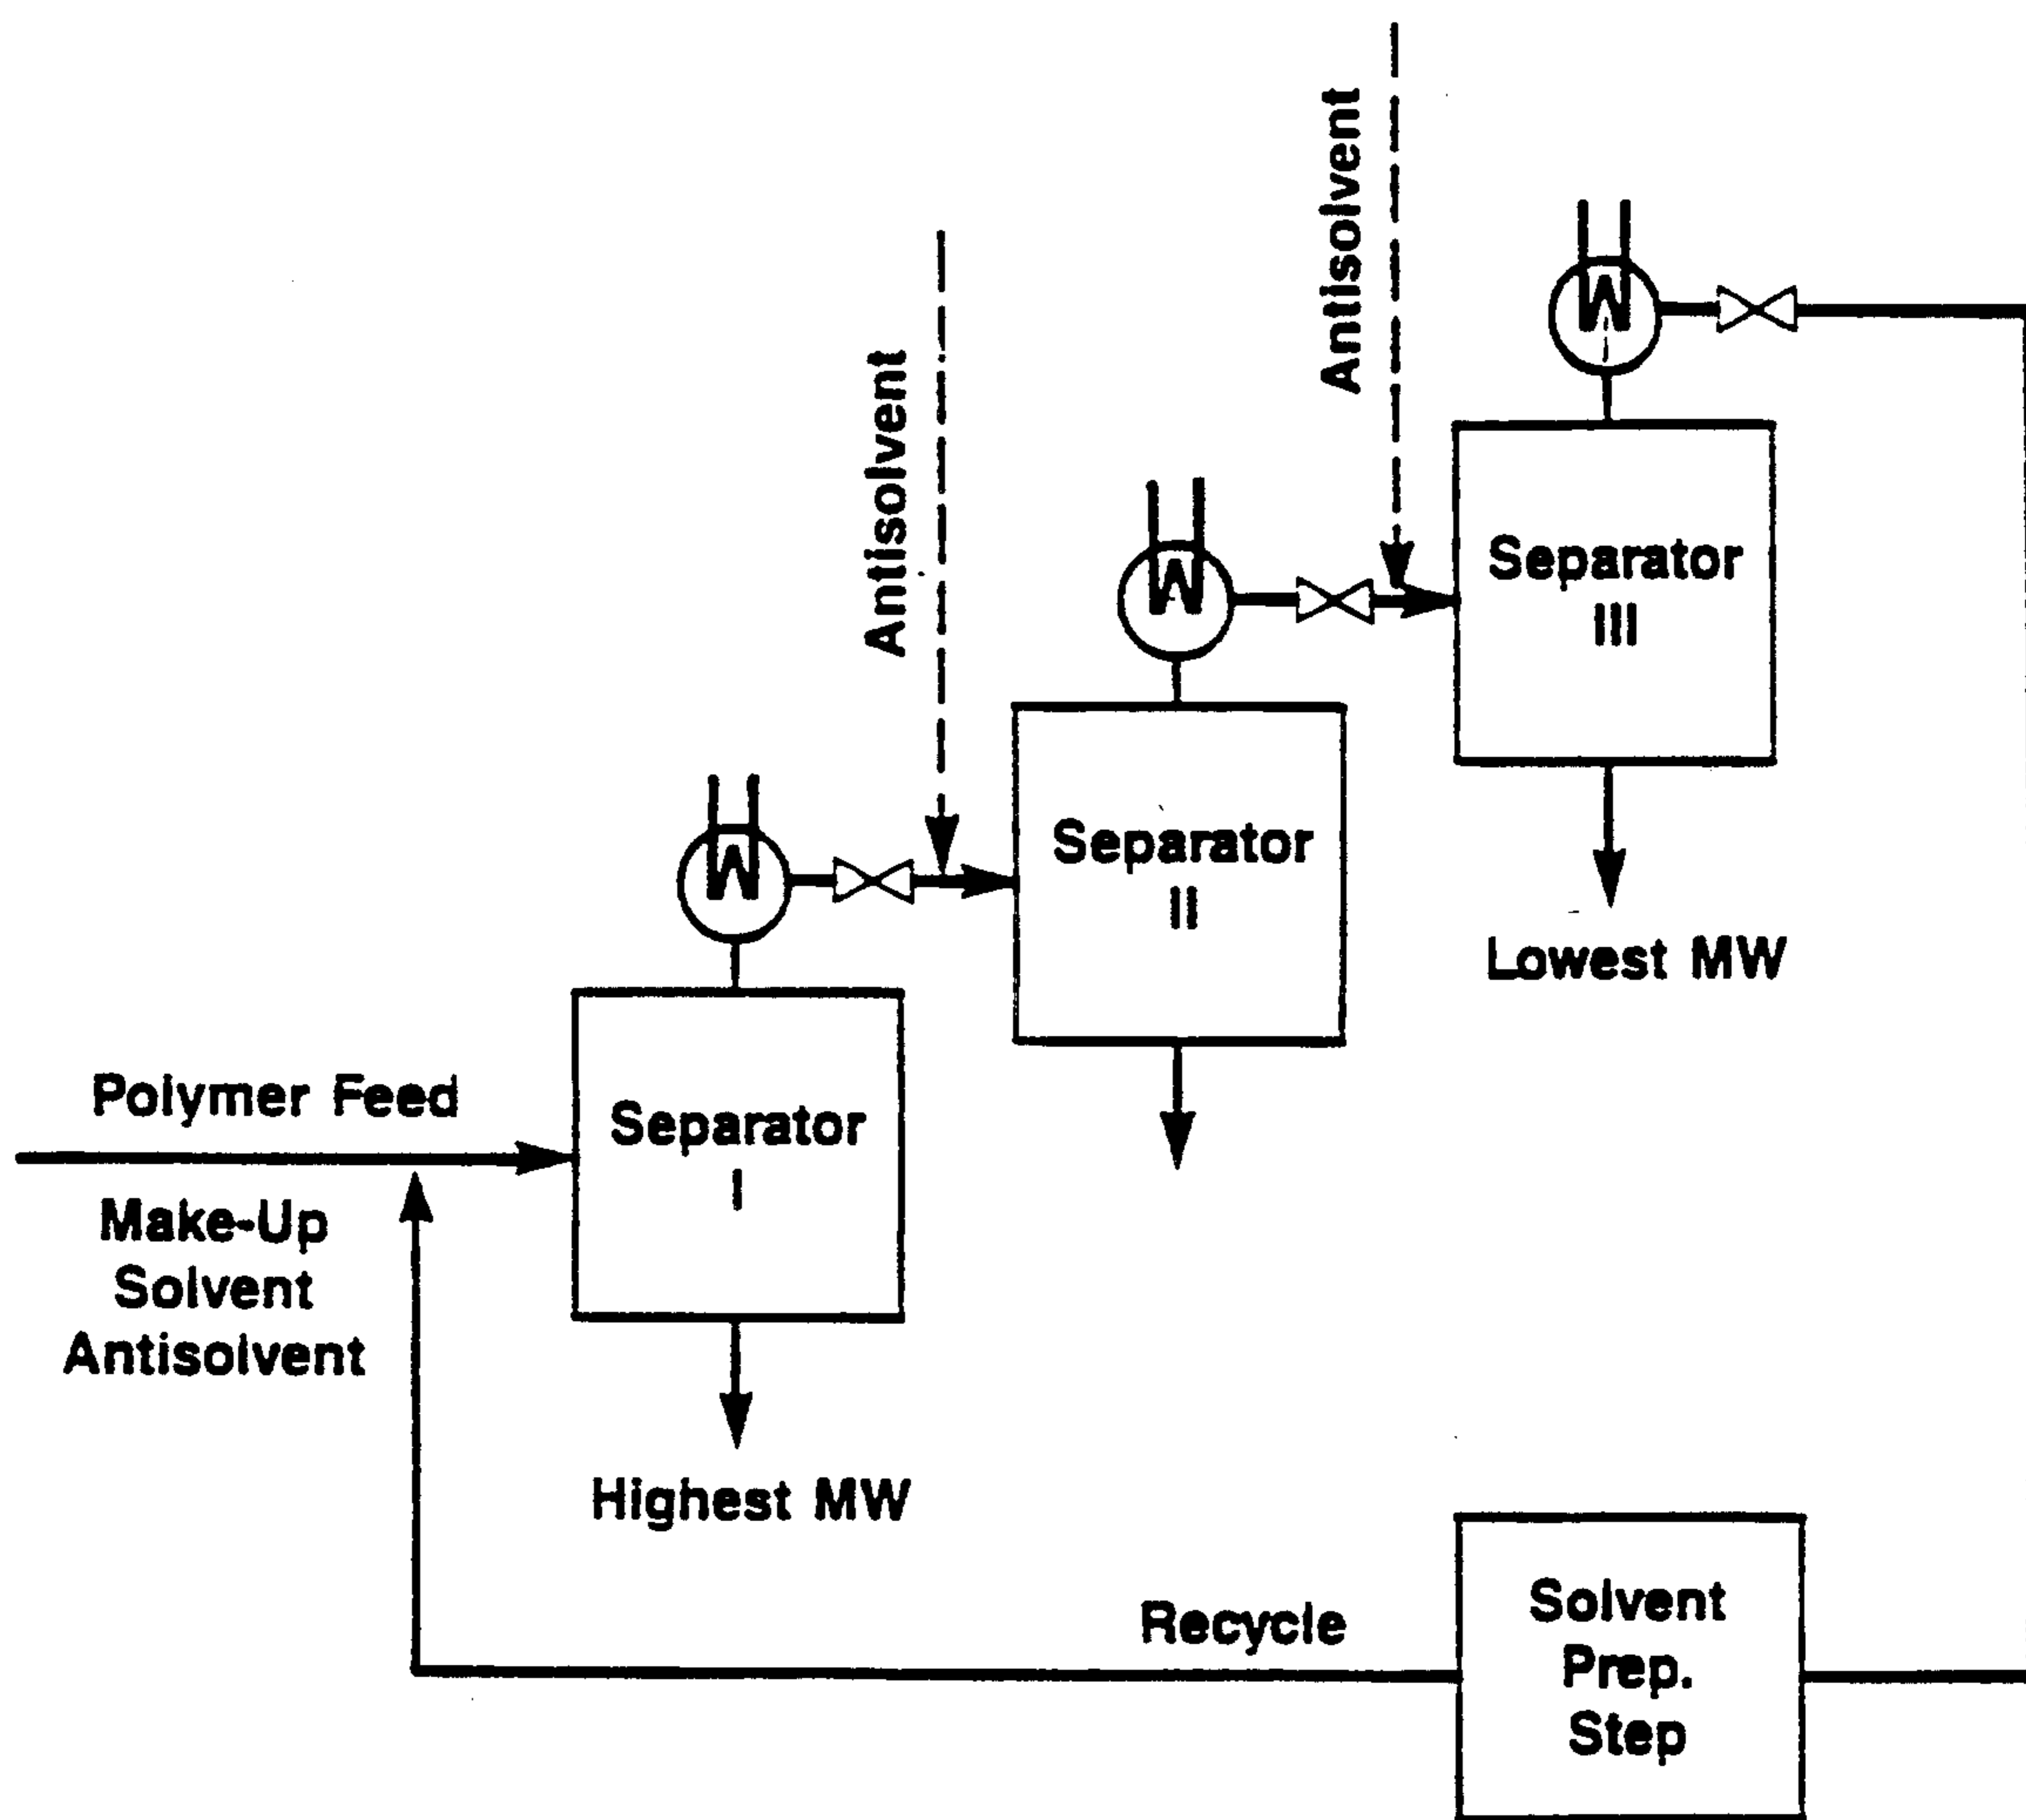 Antisolvent
Antisolvent
Separator
III
Separator
II
Lowest MW
Polymer Feed
Separator
I
Make-Up
Solvent
Antisolvent
Highest MW
Recycle
Solvent
Prep.
Step